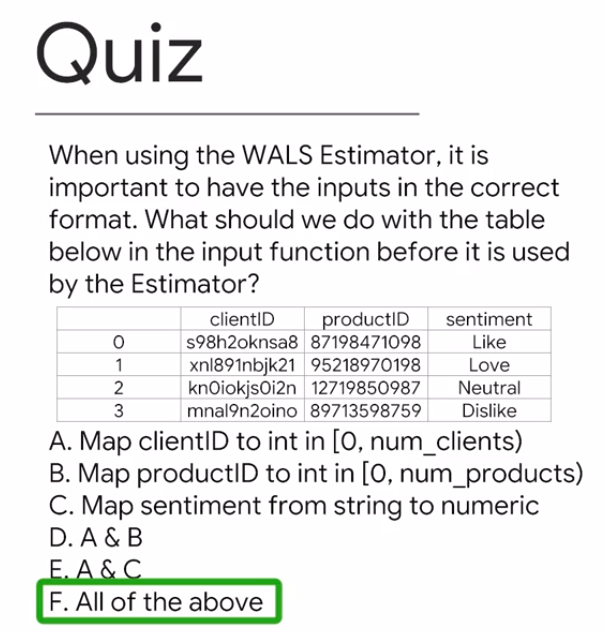 Quiz
When using the WALS Estimator, it is
important to have the inputs in the correct
format. What should we do with the table
below in the input function before it is used
by the Estimator?
clientID productID sentiment
0 s98h2oknsa8 87198471098 Like
1 xnl891nbjk21 95218970198 Love
2 kn0iokjs0i2n 12719850987 Neutral
3 mnal9n2oino 89713598759 Dislike
A. Map clientID to int in [0, num_clients)
B. Map productID to int in [0, num_products)
C. Map sentiment from string to numeric
D. A & B
E. A & C
F. All of the above